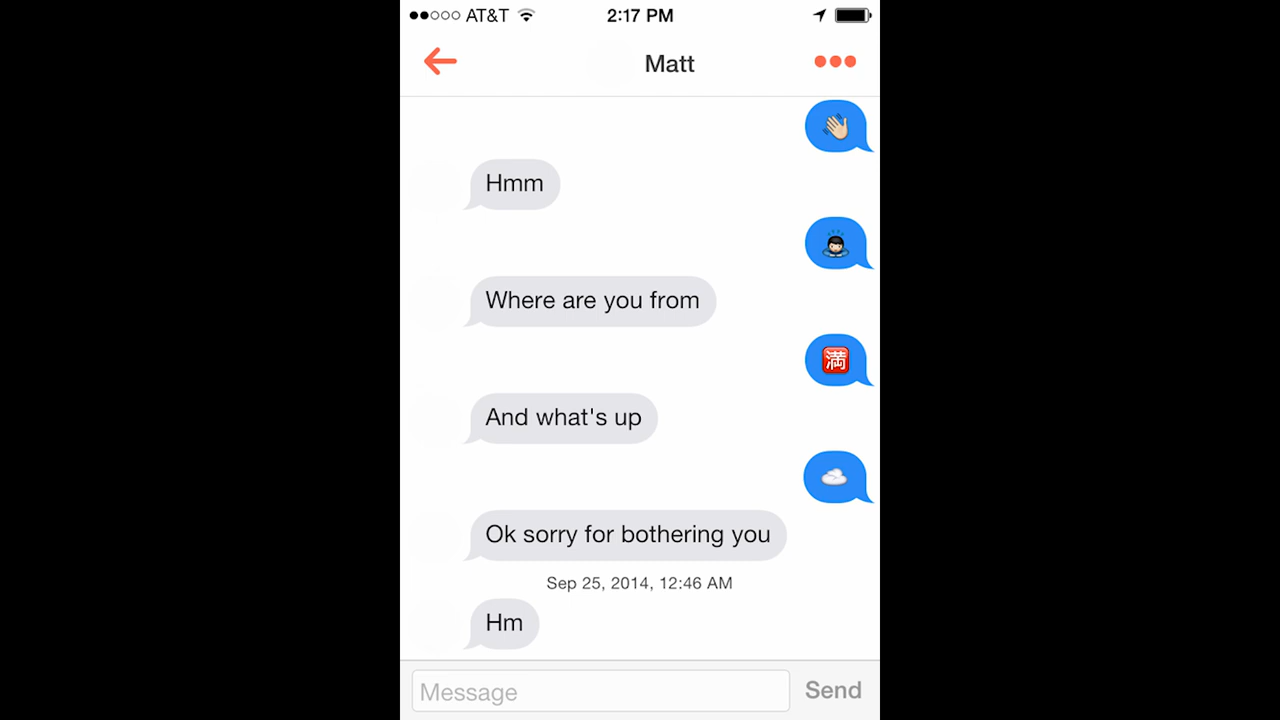 AT&T 2:17 PM
Matt
👋
Hmm
🙇
Where are you from
🈵
And what's up
☁️
Ok sorry for bothering you
Sep 25, 2014, 12:46 AM
Hm
Message Send